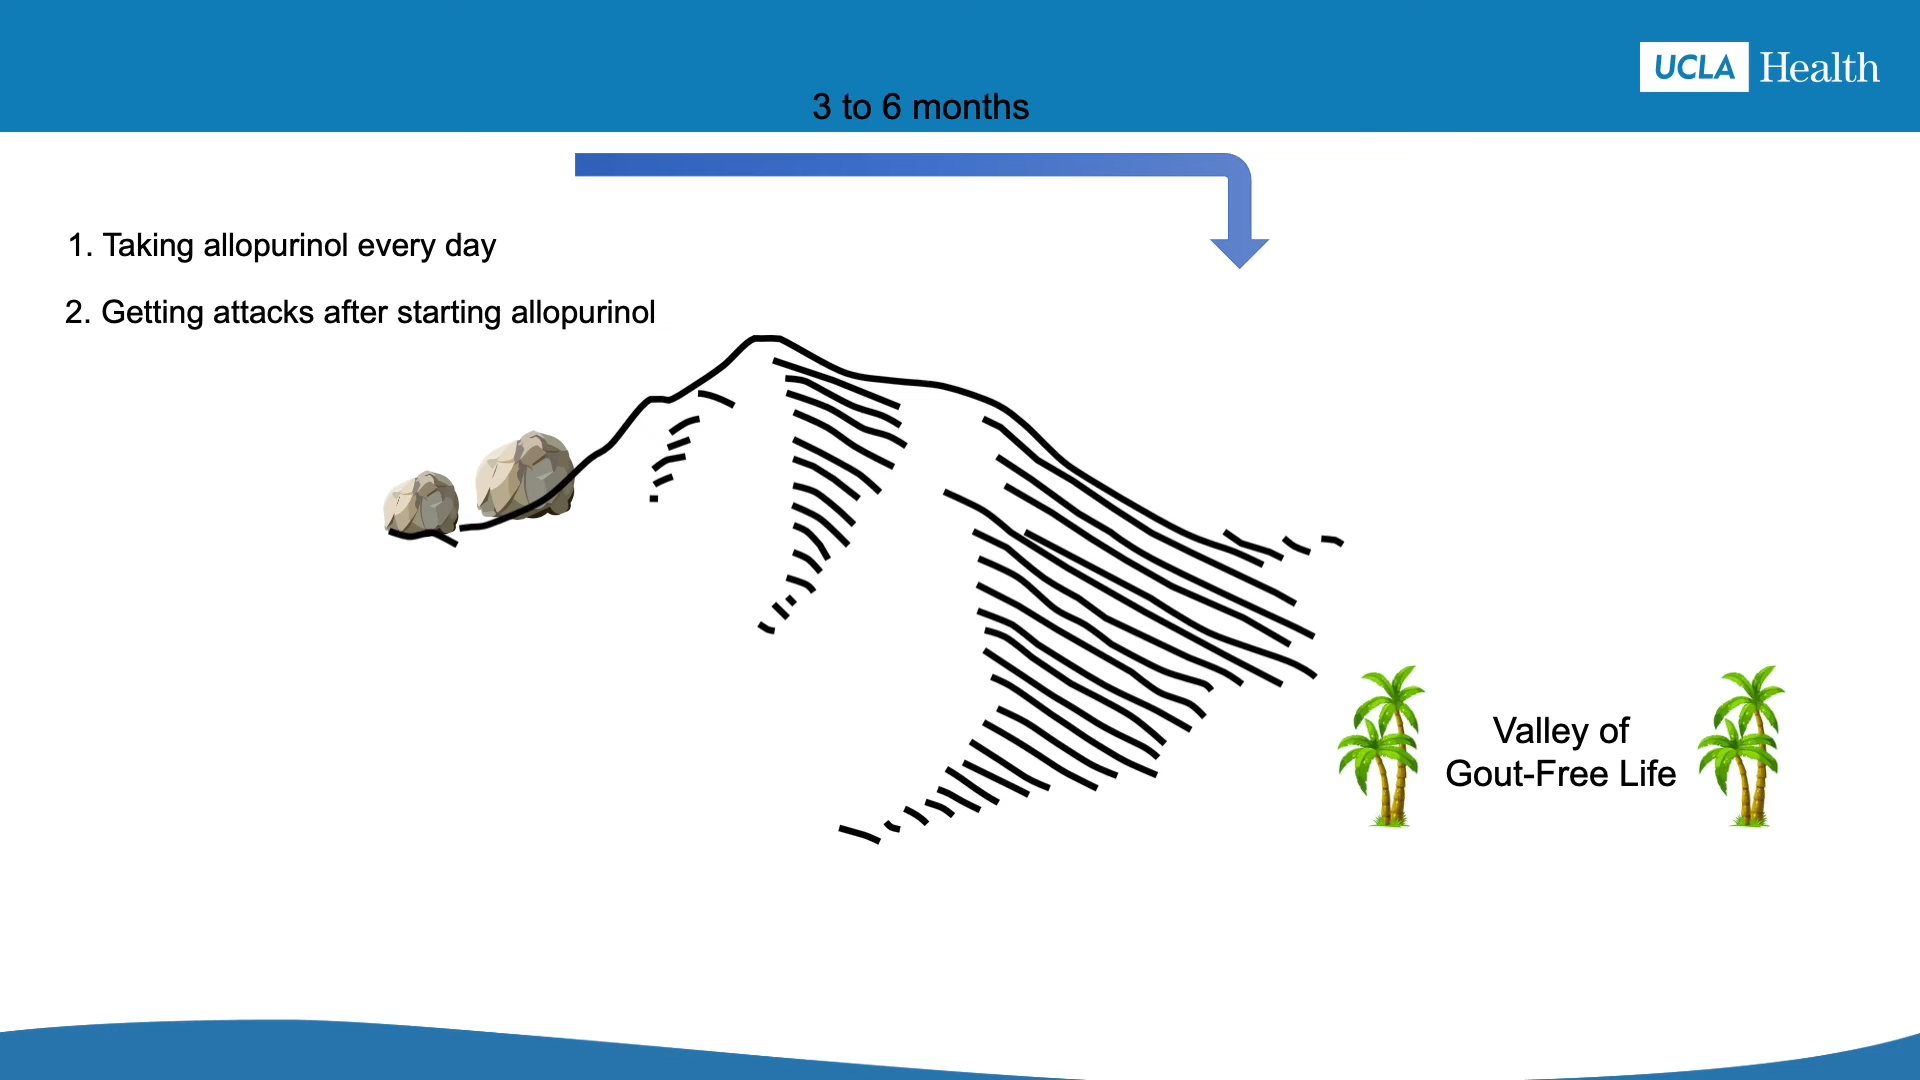 UCLA Health
3 to 6 months
1. Taking allopurinol every day
2. Getting attacks after starting allopurinol
Valley of
Gout-Free Life